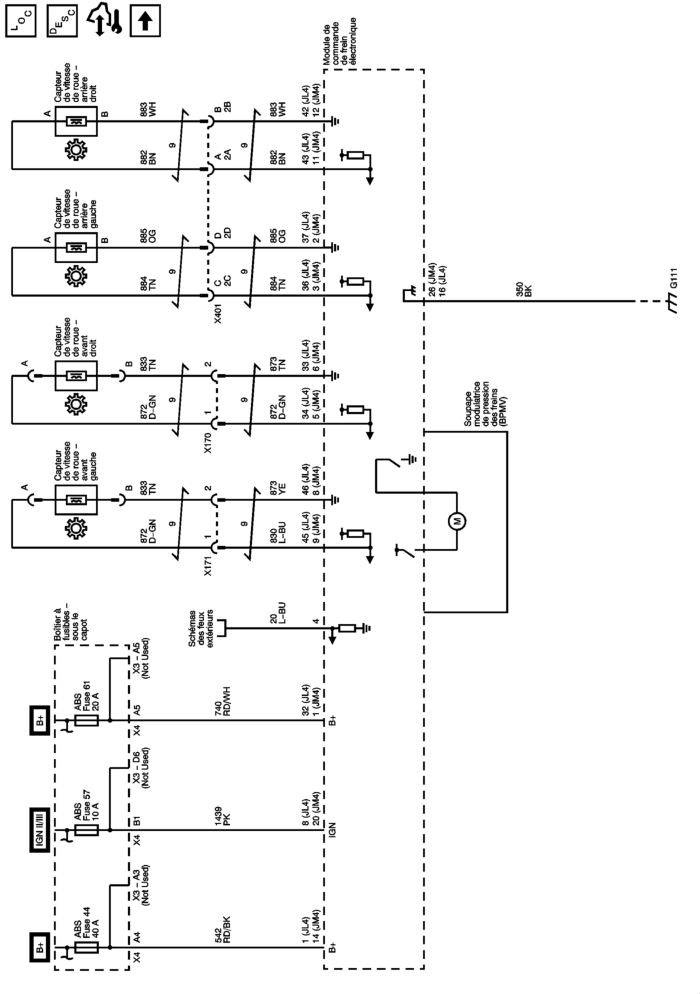 LOC
DESC
B+
IGN II/III
B+
Boîtier à
fusibles –
sous le
capot
ABS
Fuse 44
40 A
ABS
Fuse 57
10 A
ABS
Fuse 61
20 A
X4
A4
X3 – A3
(Not Used)
X4
B1
X3 – D6
(Not Used)
X4
A5
X3 – A5
(Not Used)
542
RD/BK
1439
PK
740
RD/WH
1 (JL4)
14 (JM4)
8 (JL4)
20 (JM4)
32 (JL4)
1 (JM4)
B+
IGN
B+
Schémas
des feux
extérieurs
20
L–BU
4
Capteur
de vitesse
de roue –
avant
gauche
A
B
872
D–GN
833
TN
9
X171
1
2
9
830
L–BU
873
YE
45 (JL4)
9 (JM4)
46 (JL4)
8 (JM4)
Capteur
de vitesse
de roue –
avant
droit
A
B
872
D–GN
833
TN
9
X170
1
2
9
872
D–GN
873
TN
34 (JL4)
5 (JM4)
33 (JL4)
6 (JM4)
Capteur
de vitesse
de roue –
arrière
gauche
A
B
884
TN
885
OG
9
X401
C
2C
D
2D
9
884
TN
885
OG
36 (JL4)
3 (JM4)
37 (JL4)
2 (JM4)
Capteur
de vitesse
de roue –
arrière
droit
A
B
882
BN
883
WH
9
A
2A
B
2B
9
882
BN
883
WH
43 (JL4)
11 (JM4)
42 (JL4)
12 (JM4)
Module de
commande
de frein
électronique
M
Soupape
modulatrice
de pression
des freins
(BPMV)
26 (JM4)
16 (JL4)
350
BK
G111